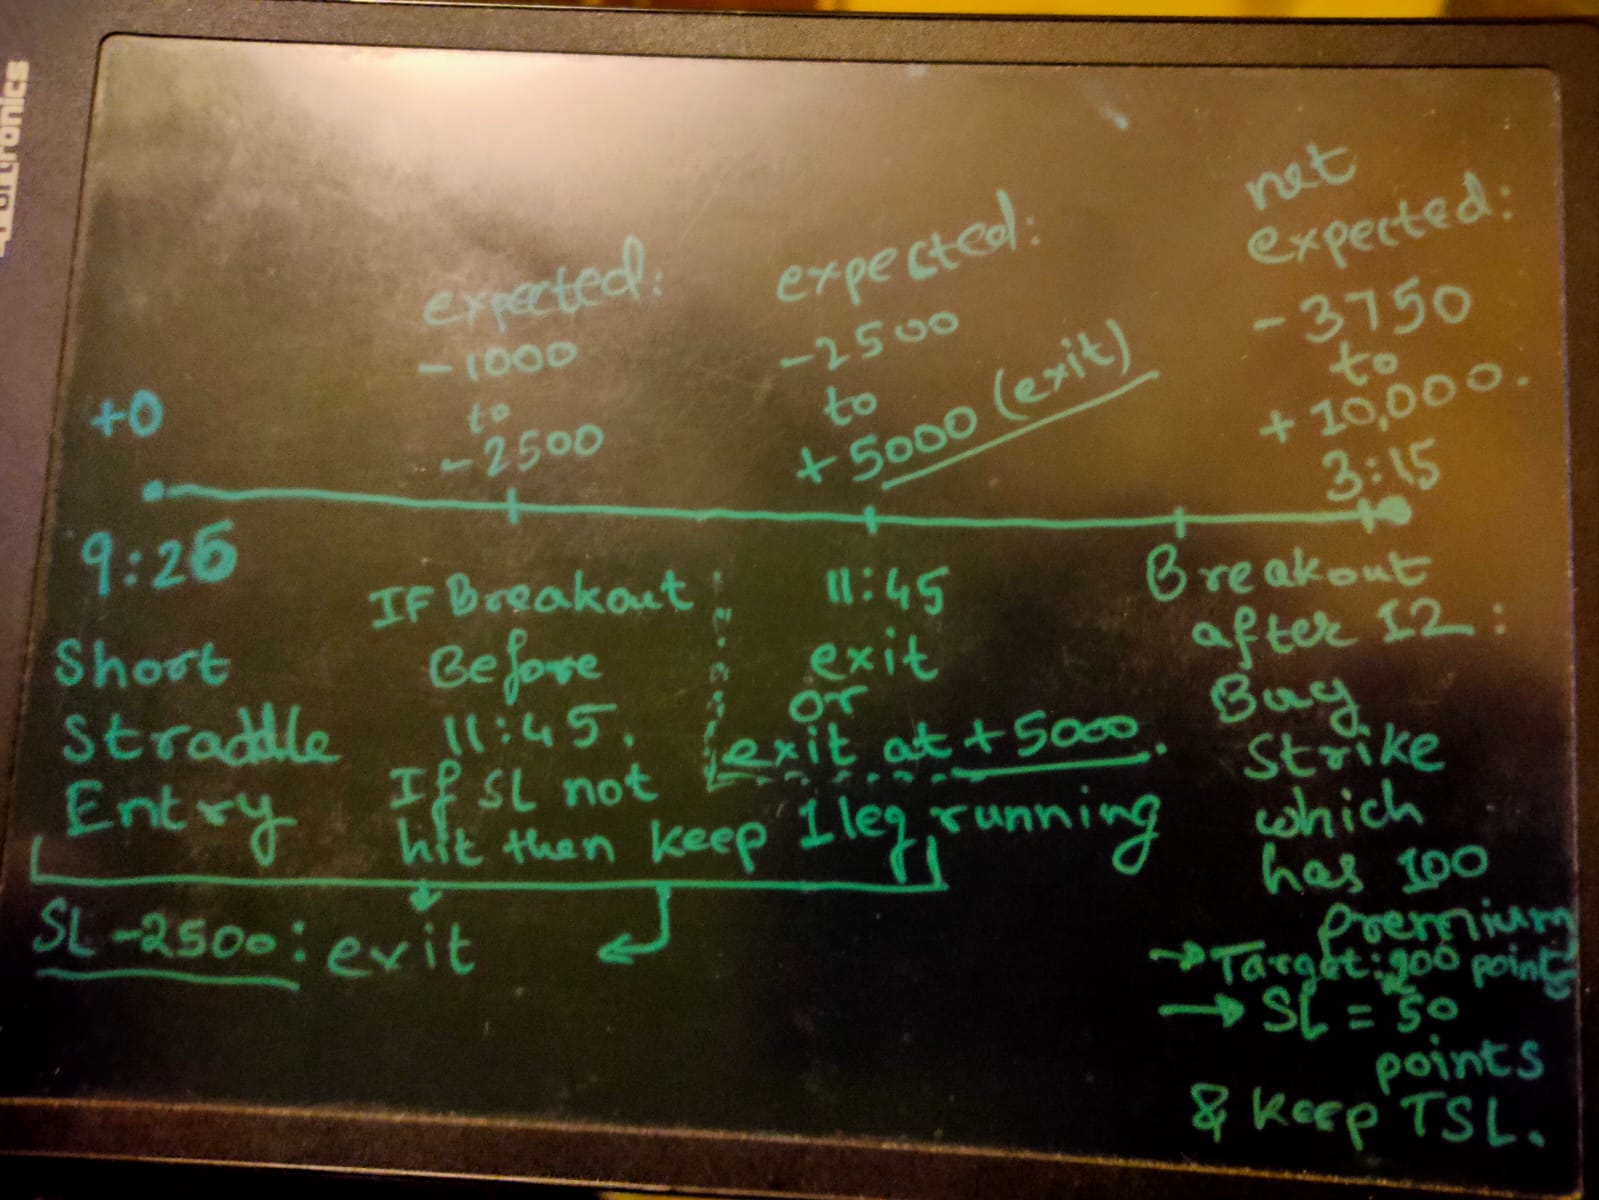 +0
9:25
Short
Straddle
Entry
expected:
-1000
to
-2500
IF Breakout
Before
11:45.
If SL not
hit then keep 1 leg running
expected:
-2500
to
+5000 (exit)
11:45
exit
or
exit at +5000.
SL -2500: exit
net
expected:
-3750
to
+10,000.
3:15
Breakout
after 12:
Buy
Strike
which
has 100
Premium
→ Target: 200 points
→ SL = 50
points
& keep TSL.